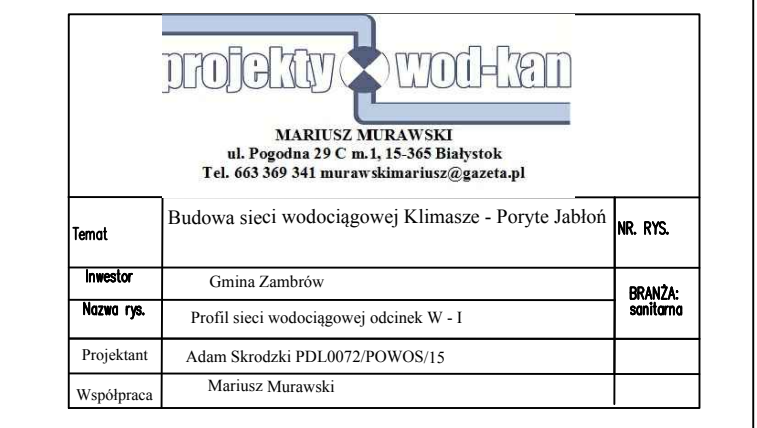 projekty wod-kan
MARIUSZ MURAWSKI
ul. Pogodna 29 C m.1, 15-365 Białystok
Tel. 663 369 341 murawskimariusz@gazeta.pl
Temat
Budowa sieci wodociągowej Klimasze - Poryte Jabłoń
NR. RYS.
Inwestor
Gmina Zambrów
BRANŻA:
sanitarna
Nazwa rys.
Profil sieci wodociągowej odcinek W - I
Projektant
Adam Skrodzki PDL0072/POWOS/15
Współpraca
Mariusz Murawski